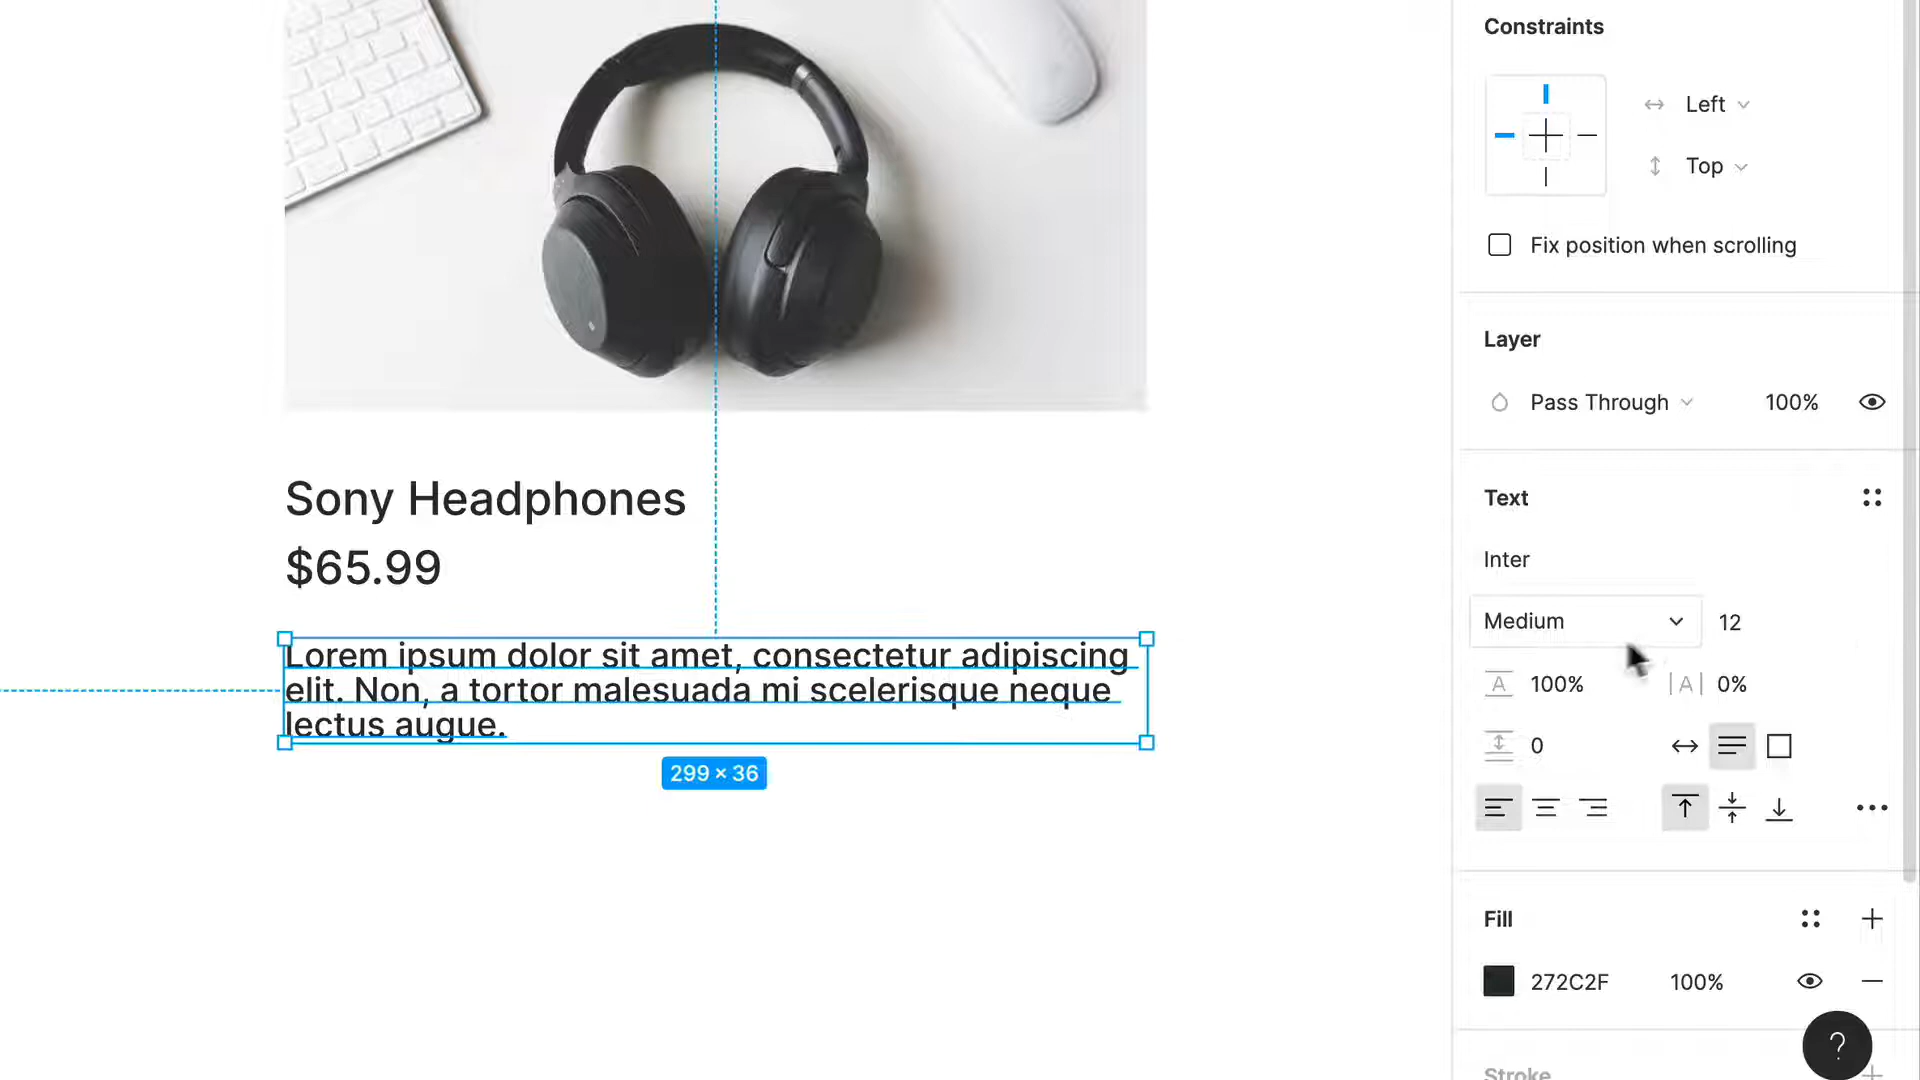 Constraints
Left
Top
Fix position when scrolling
Layer
Pass Through 100%
Sony Headphones
$65.99
Text
Inter
Medium 12
Lorem ipsum dolor sit amet, consectetur adipiscing
elit. Non, a tortor malesuada mi scelerisque neque
lectus augue.
299 × 36
A 100% |A| 0%
0
Fill
272C2F 100%
?
Stroke